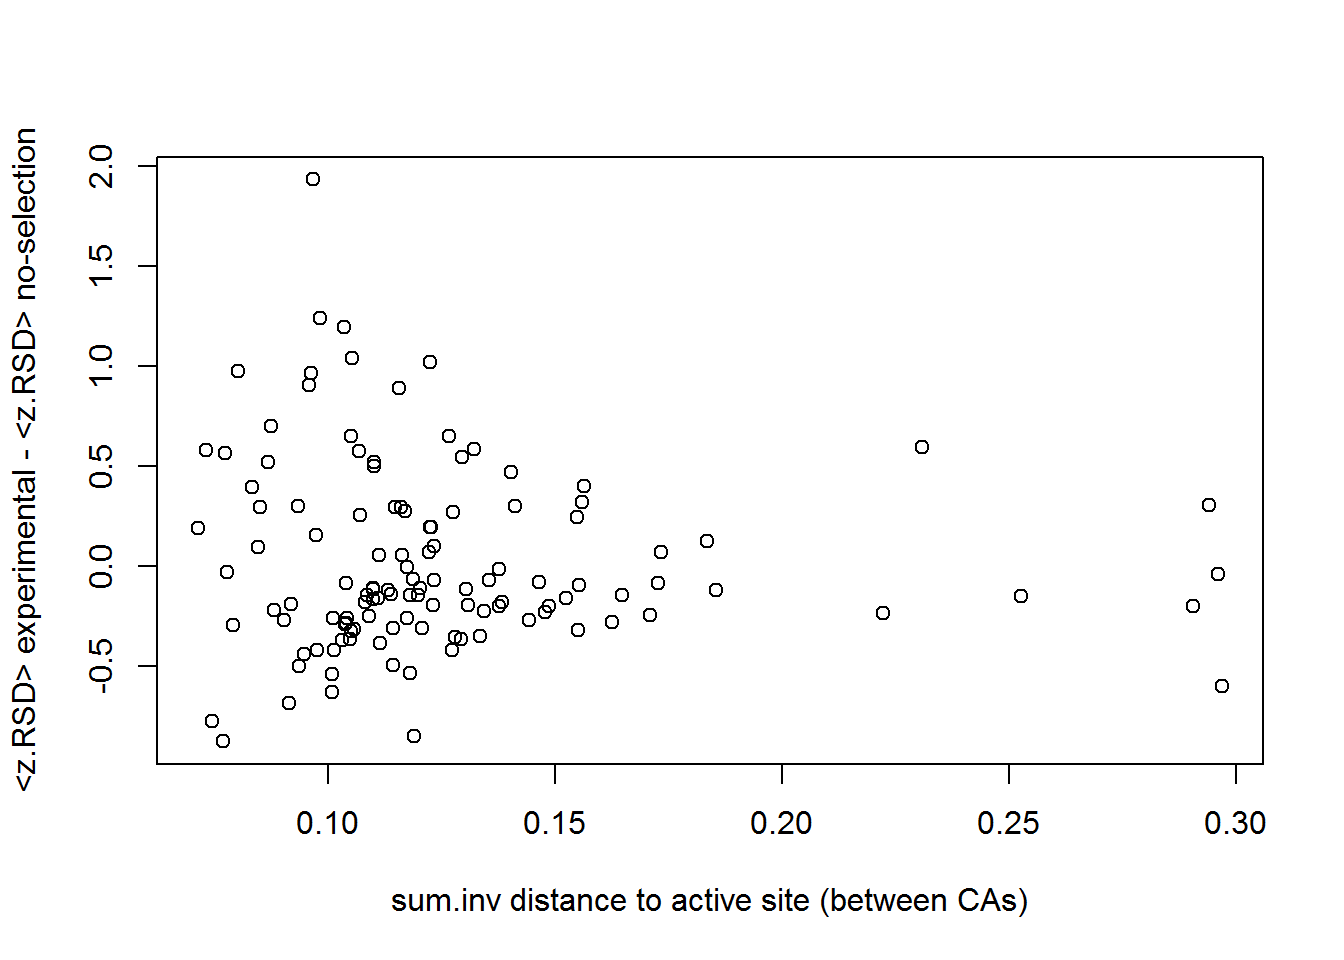 <z.RSD> experimental - <z.RSD> no-selection
2.0
1.5
1.0
0.5
0.0
-0.5
0.10 0.15 0.20 0.25 0.30
sum.inv distance to active site (between CAs)